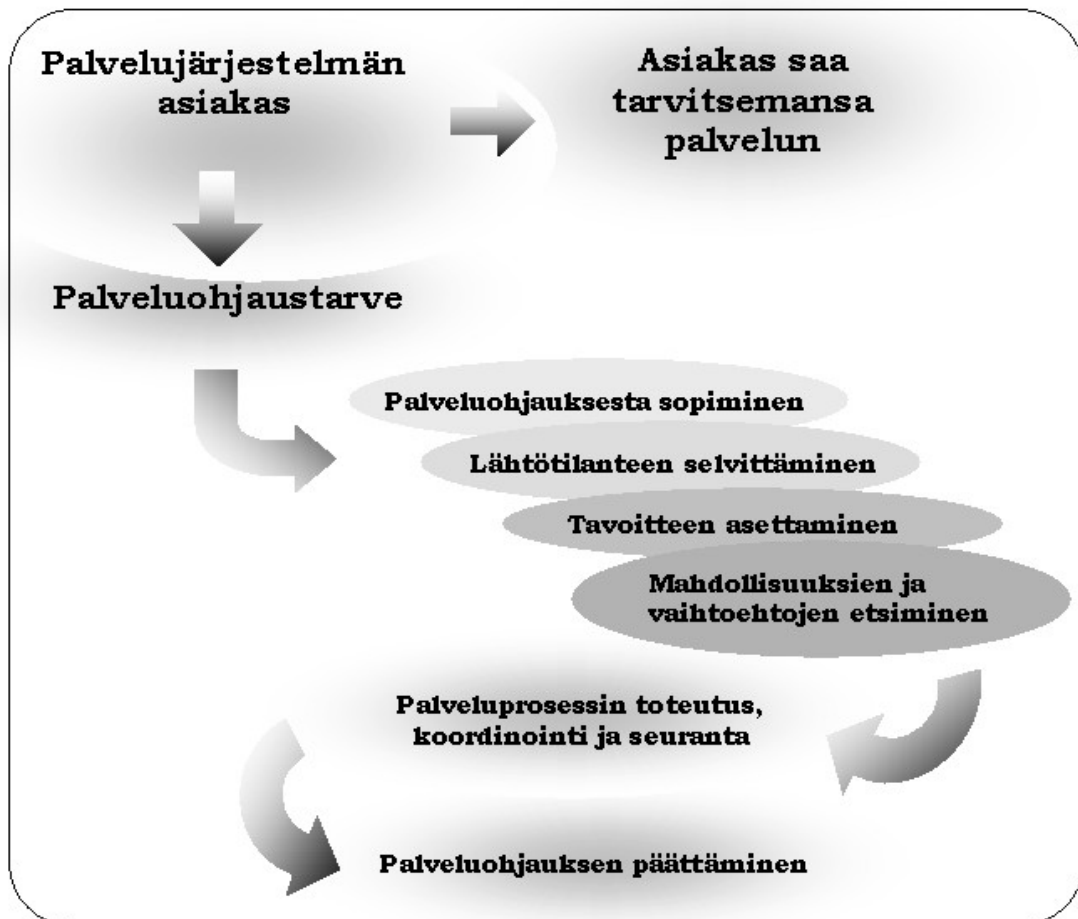 Palvelujärjestelmän
asiakas
Asiakas saa
tarvitsemansa
palvelun
Palveluohjaustarve
Palveluohjauksesta sopiminen
Lähtötilanteen selvittäminen
Tavoitteen asettaminen
Mahdollisuuksien ja
vaihtoehtojen etsiminen
Palveluprosessin toteutus,
koordinointi ja seuranta
Palveluohjauksen päättäminen